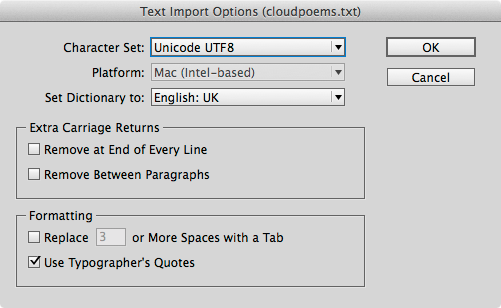 Text Import Options (cloudpoems.txt)
Character Set: Unicode UTF8
OK
Platform: Mac (Intel-based)
Cancel
Set Dictionary to: English: UK
Extra Carriage Returns
Remove at End of Every Line
Remove Between Paragraphs
Formatting
Replace 3 or More Spaces with a Tab
Use Typographer's Quotes